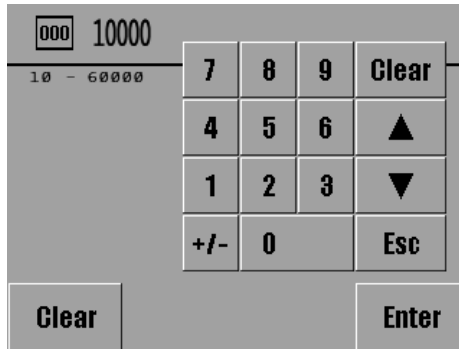 000 10000
10 - 60000
7 8 9 Clear
4 5 6
1 2 3
+/- 0 Esc
Clear Enter